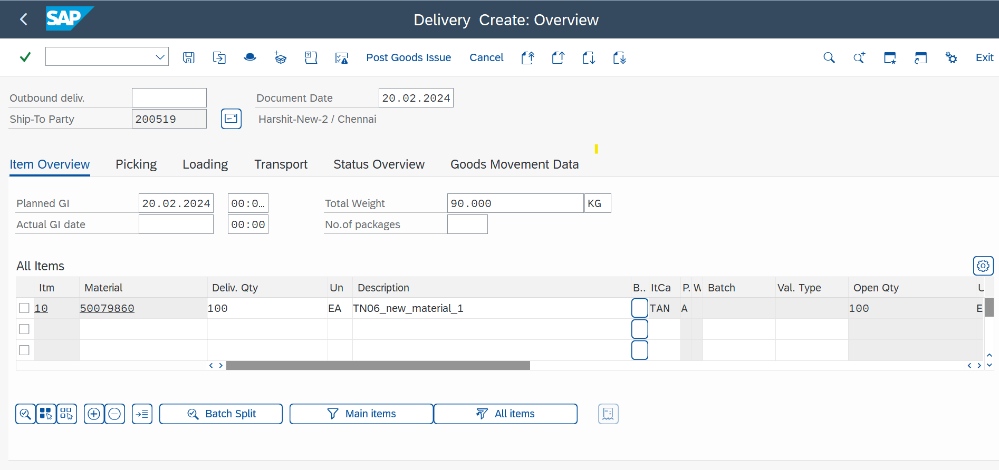 SAP
Delivery Create: Overview
Post Goods Issue Cancel Exit
Outbound deliv. Document Date 20.02.2024
Ship-To Party 200519 Harshit-New-2 / Chennai
Item Overview Picking Loading Transport Status Overview Goods Movement Data
Planned GI 20.02.2024 00:0... Total Weight 90.000 KG
Actual GI date 00:00 No.of packages
All Items
Itm Material Deliv. Qty Un Description B.. ItCa P. W Batch Val. Type Open Qty U
10 50079860 100 EA TN06_new_material_1 TAN A 100 E
Batch Split Main items All items